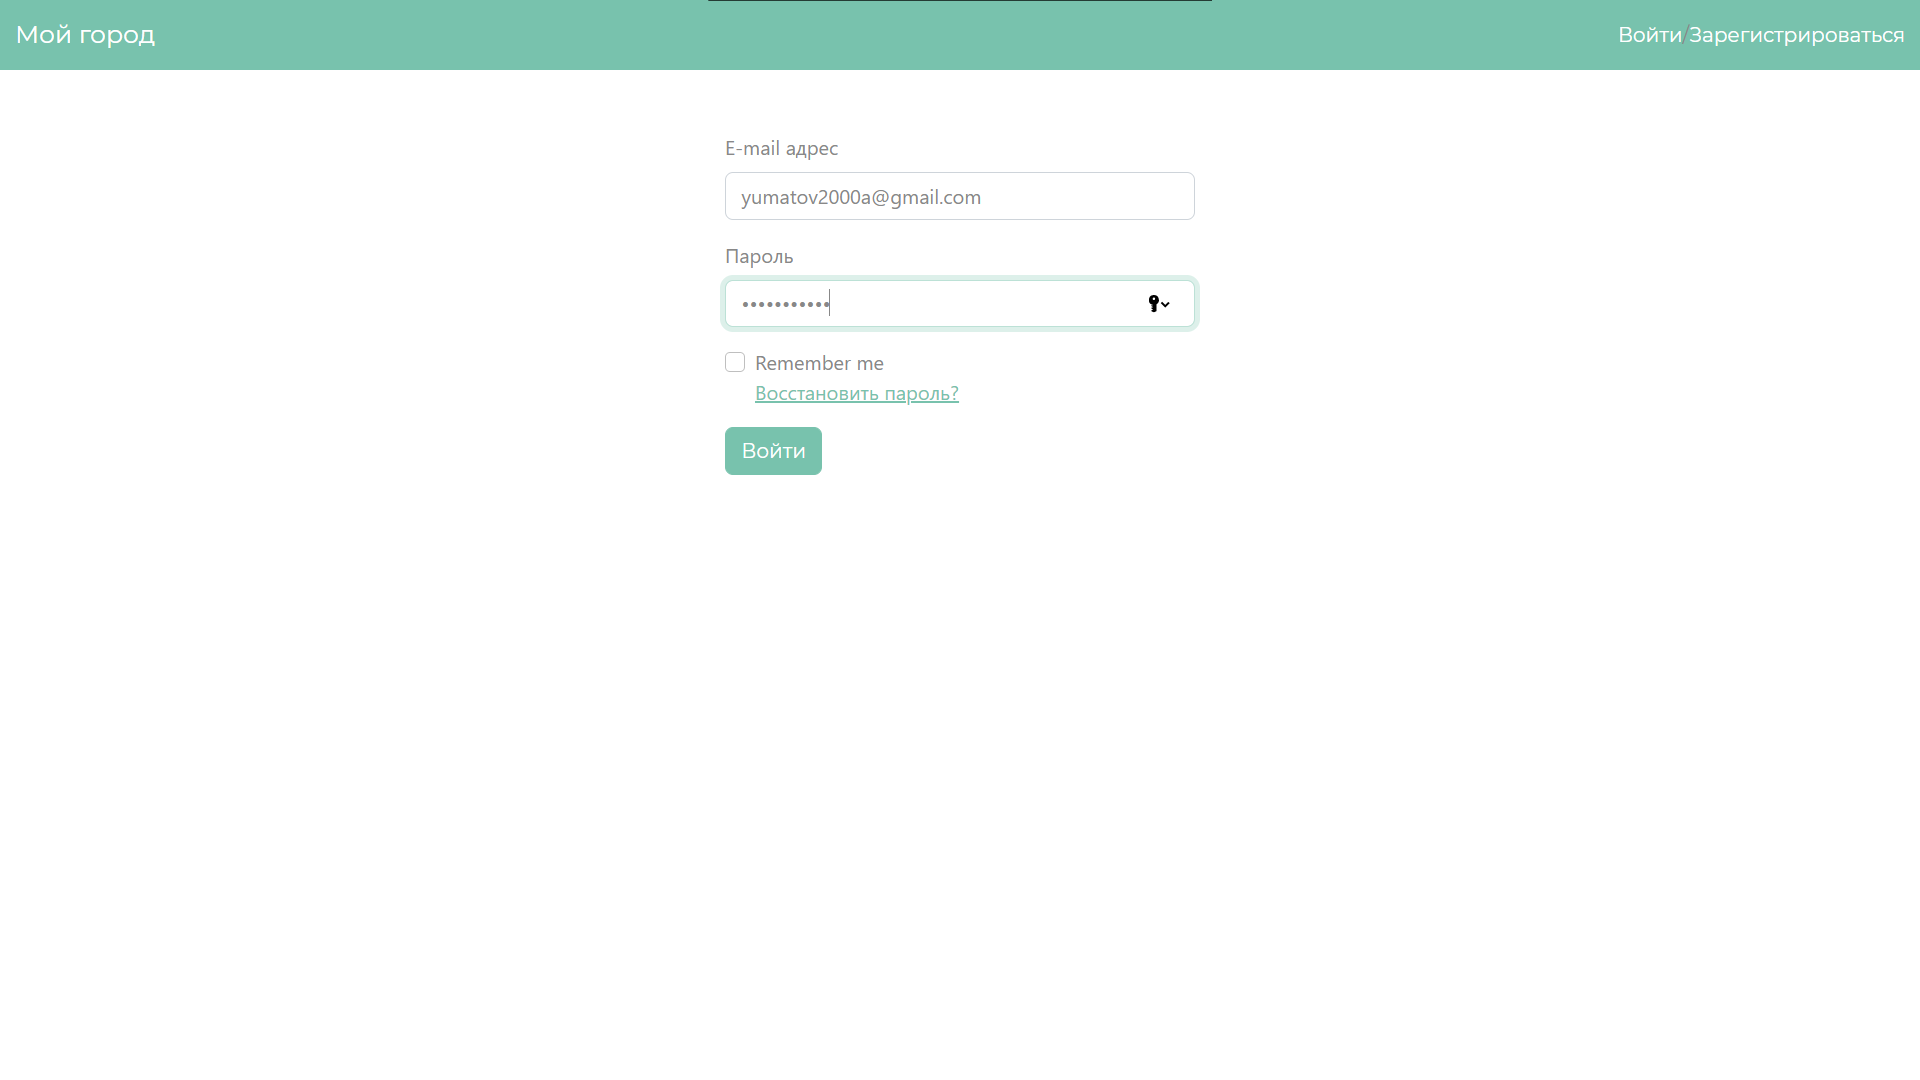 Мой город
Войти/Зарегистрироваться
E-mail адрес
yumatov2000a@gmail.com
Пароль
•••••••••••
Remember me
Восстановить пароль?
Войти